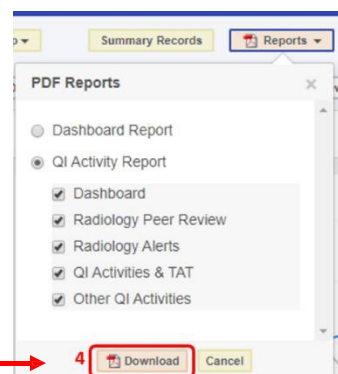 Summary Records Reports
PDF Reports
Dashboard Report
QI Activity Report
Dashboard
Radiology Peer Review
Radiology Alerts
QI Activities & TAT
Other QI Activities
4 Download Cancel